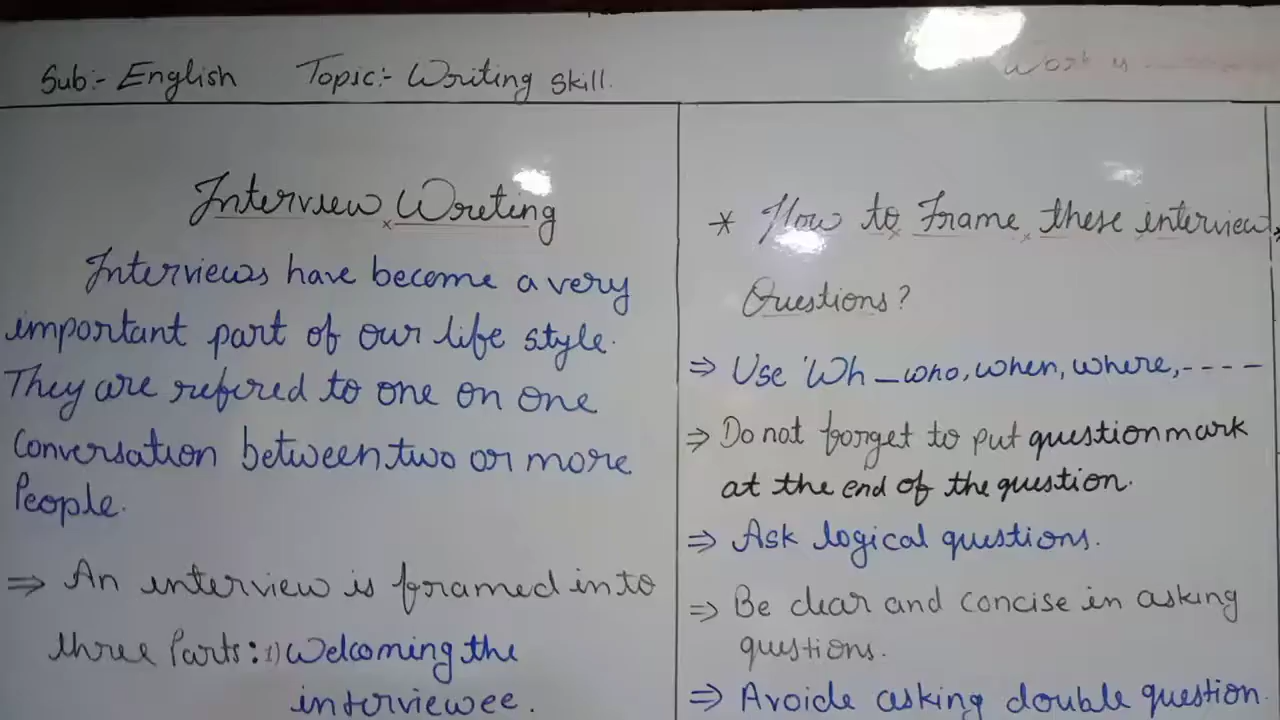 Sub:- English Topic:- Writing Skill.
Work is
Interview Writing
Interviews have become a very
important part of our life style.
They are refered to one on one
Conversation between two or more
People.
⇒ An interview is framed into
three Parts: 1) Welcoming the
interviewee.
* How to Frame these interview
Questions?
⇒ Use 'Wh_who, when, where,----
⇒ Do not forget to put question mark
at the end of the question.
⇒ Ask logical questions.
⇒ Be clear and concise in asking
questions.
⇒ Avoide asking double question.